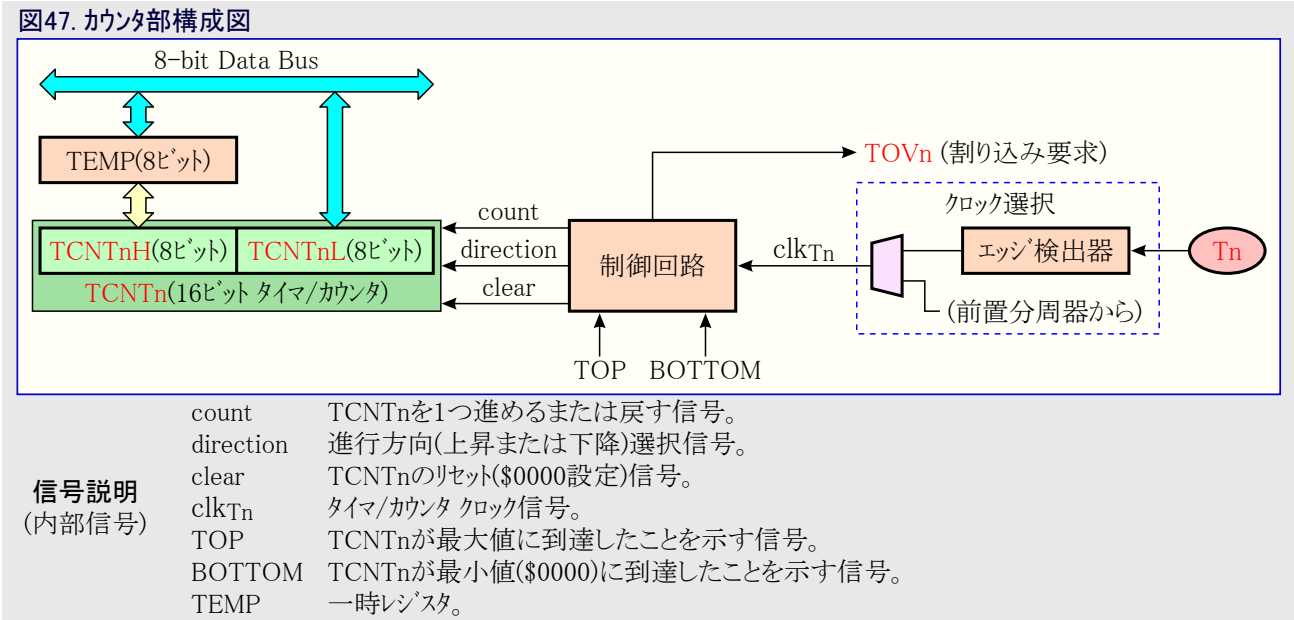 図47. ｶｳﾝﾀ部構成図
8-bit Data Bus
TEMP(8ﾋﾞｯﾄ)
TCNTnH(8ﾋﾞｯﾄ)
TCNTnL(8ﾋﾞｯﾄ)
TCNTn(16ﾋﾞｯﾄ ﾀｲﾏ/ｶｳﾝﾀ)
count
direction
clear
制御回路
TOP
BOTTOM
TOVn (割り込み要求)
clkTn
ｸﾛｯｸ選択
ｴｯｼﾞ検出器
Tn
(前置分周器から)
信号説明
(内部信号)
count TCNTnを1つ進めるまたは戻す信号。
direction 進行方向(上昇または下降)選択信号。
clear TCNTnのﾘｾｯﾄ($0000設定)信号。
clkTn ﾀｲﾏ/ｶｳﾝﾀ ｸﾛｯｸ信号。
TOP TCNTnが最大値に到達したことを示す信号。
BOTTOM TCNTnが最小値($0000)に到達したことを示す信号。
TEMP 一時ﾚｼﾞｽﾀ。